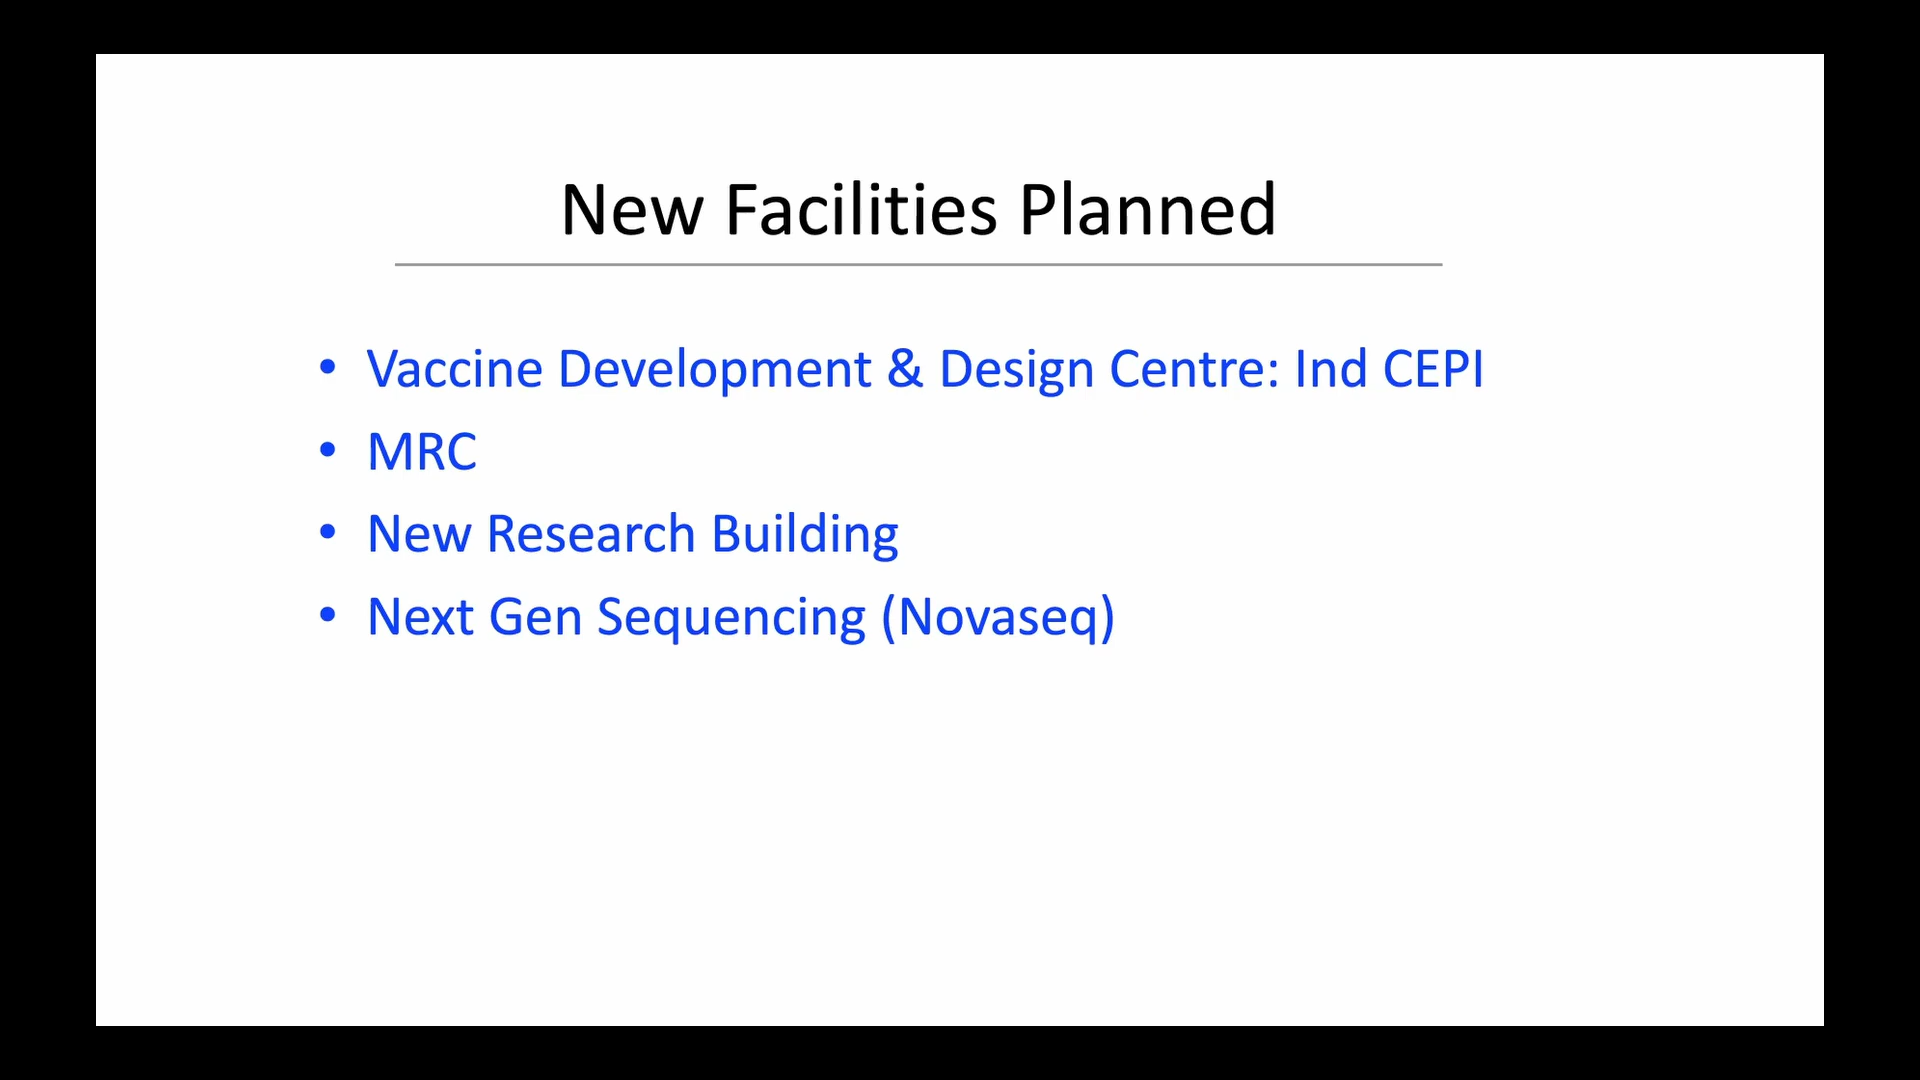 New Facilities Planned
• Vaccine Development & Design Centre: Ind CEPI
• MRC
• New Research Building
• Next Gen Sequencing (Novaseq)